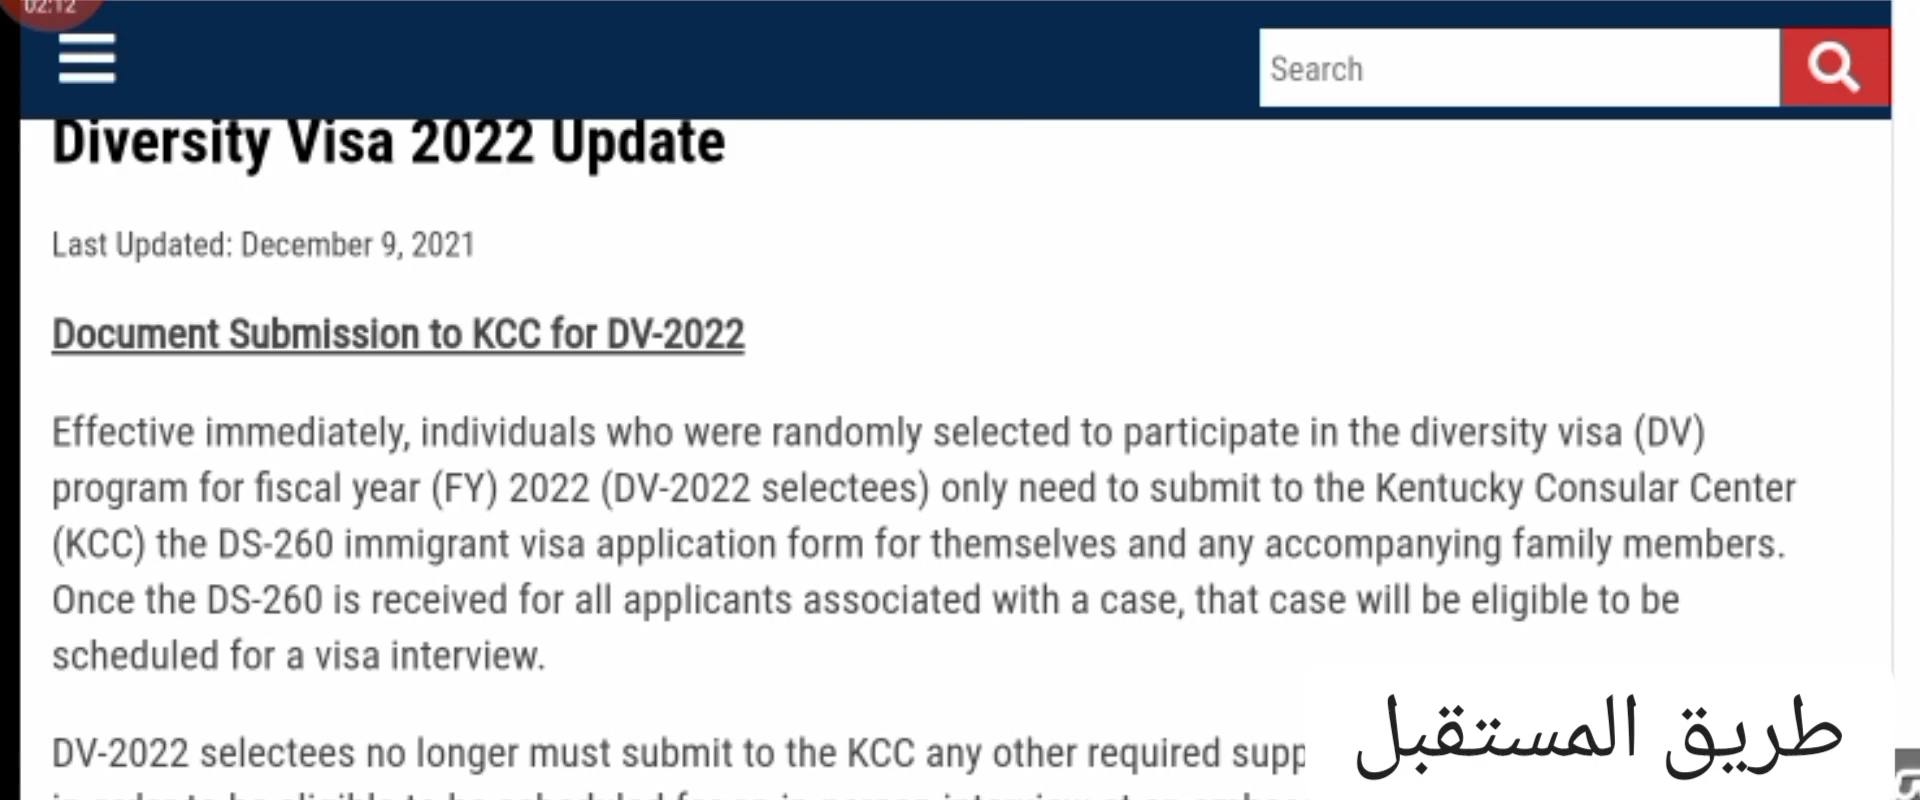 02:12
Search
Diversity Visa 2022 Update
Last Updated: December 9, 2021
Document Submission to KCC for DV-2022
Effective immediately, individuals who were randomly selected to participate in the diversity visa (DV)
program for fiscal year (FY) 2022 (DV-2022 selectees) only need to submit to the Kentucky Consular Center
(KCC) the DS-260 immigrant visa application form for themselves and any accompanying family members.
Once the DS-260 is received for all applicants associated with a case, that case will be eligible to be
scheduled for a visa interview.
DV-2022 selectees no longer must submit to the KCC any other required supp
طريق المستقبل